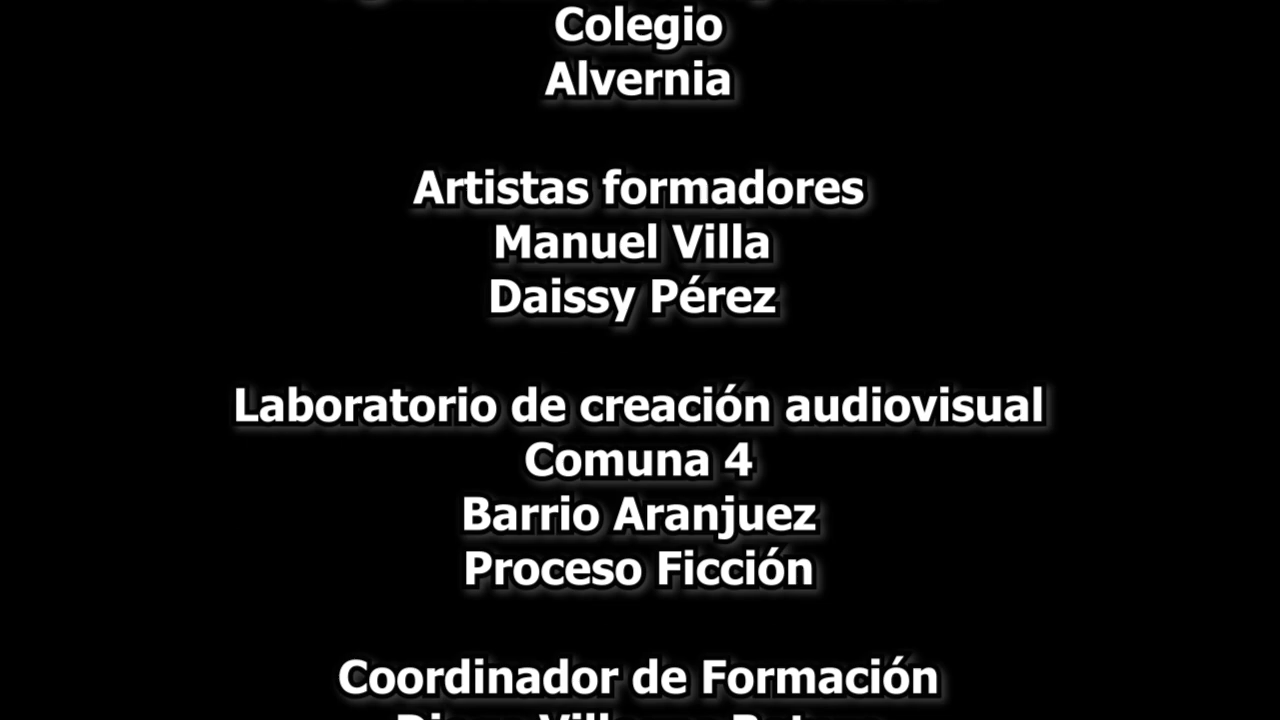 Colegio
Alvernia
Artistas formadores
Manuel Villa
Daissy Pérez
Laboratorio de creación audiovisual
Comuna 4
Barrio Aranjuez
Proceso Ficción
Coordinador de Formación